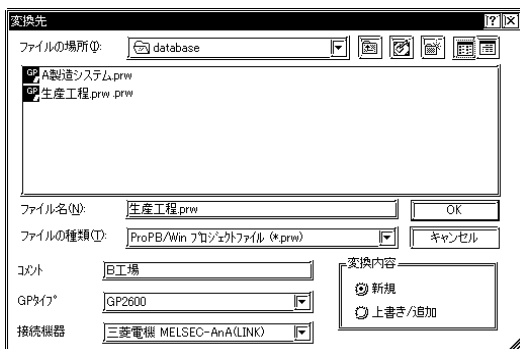 変換先
ファイルの場所(I):
database
GP A製造システム.prw
GP 生産工程.prw .prw
ファイル名(N):
生産工程.prw
OK
ファイルの種類(T):
ProPB/Win プロジェクトファイル (*.prw)
キャンセル
コメント
B工場
GPタイプ
GP2600
接続機器
三菱電機 MELSEC-AnA(LINK)
変換内容
新規
上書き/追加